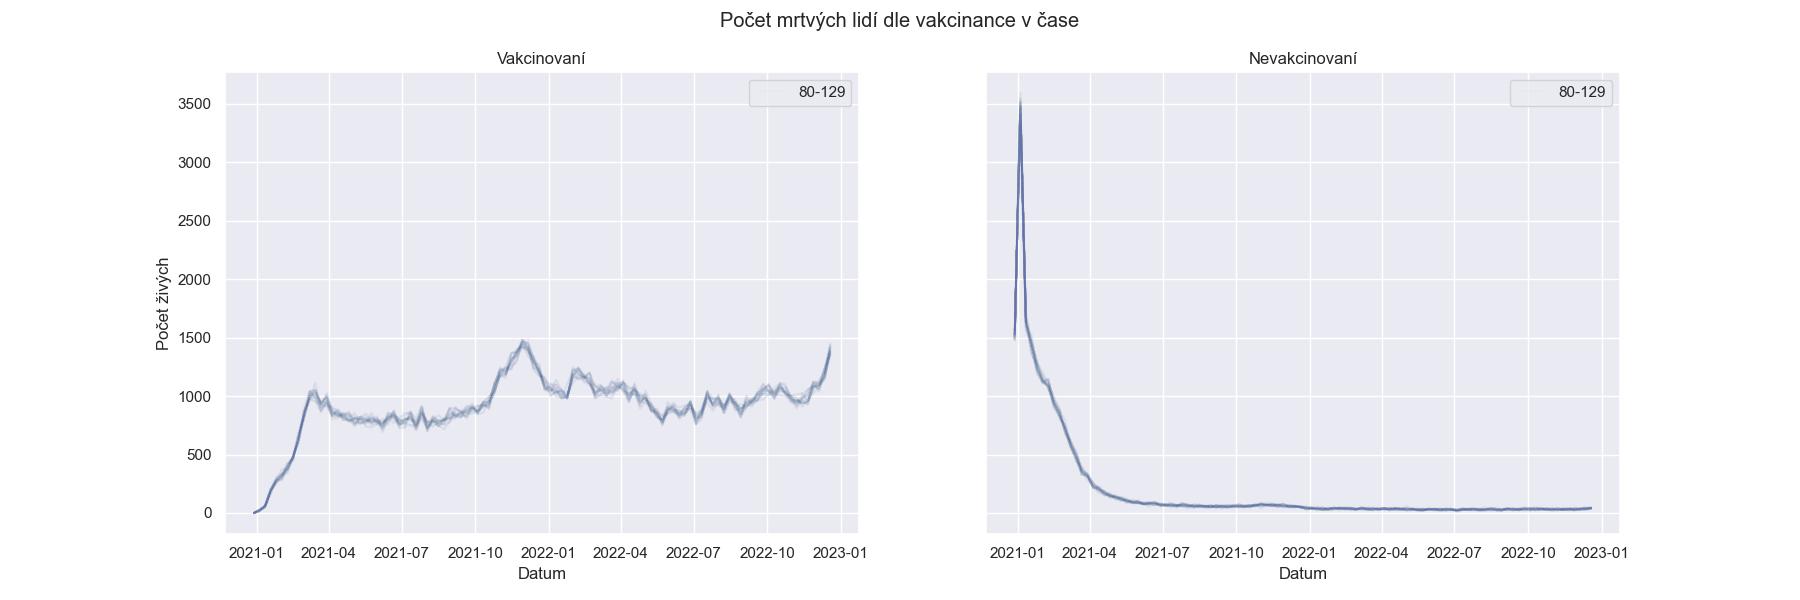 Počet mrtvých lidí dle vakcinance v čase
Vakcinovaní
80-129
3500
3000
2500
2000
1500
1000
500
0
Počet živých
2021-01 2021-04 2021-07 2021-10 2022-01 2022-04 2022-07 2022-10 2023-01
Datum
Nevakcinovaní
80-129
2021-01 2021-04 2021-07 2021-10 2022-01 2022-04 2022-07 2022-10 2023-01
Datum